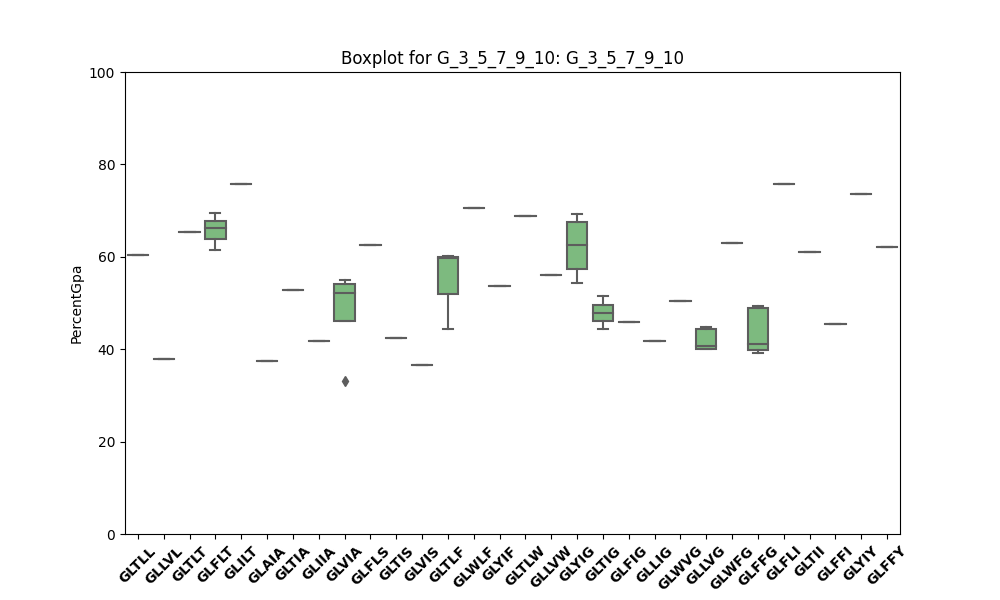 Boxplot for G_3_5_7_9_10: G_3_5_7_9_10
PercentGpa
100
80
60
40
20
0
GLTLL
GLLVL
GLTLT
GLFLT
GLILT
GLAIA
GLTIA
GLIIA
GLVIA
GLFLS
GLTIS
GLVIS
GLTLF
GLWLF
GLYIF
GLTLW
GLLVW
GLYIG
GLTIG
GLFIG
GLLIG
GLWVG
GLLVG
GLWFG
GLFFG
GLFLI
GLTII
GLFFI
GLYIY
GLFFY